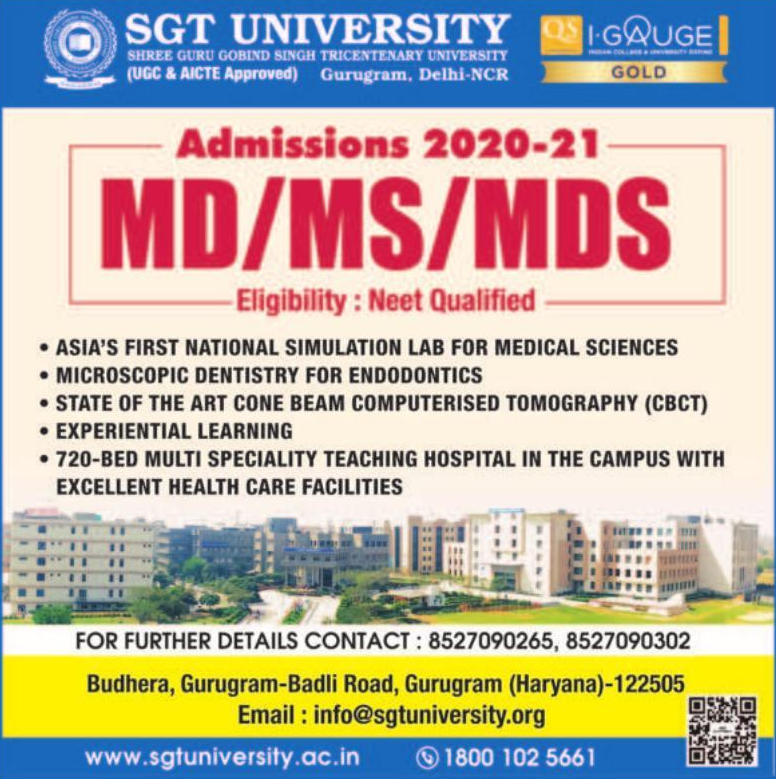 SGT UNIVERSITY
SHREE GURU GOBIND SINGH TRICENTENARY UNIVERSITY
(UGC & AICTE Approved) Gurugram, Delhi-NCR
QS I·GAUGE
INDIAN COLLEGE & UNIVERSITY RATING
GOLD
Admissions 2020-21
MD/MS/MDS
Eligibility : Neet Qualified
• ASIA'S FIRST NATIONAL SIMULATION LAB FOR MEDICAL SCIENCES
• MICROSCOPIC DENTISTRY FOR ENDODONTICS
• STATE OF THE ART CONE BEAM COMPUTERISED TOMOGRAPHY (CBCT)
• EXPERIENTIAL LEARNING
• 720-BED MULTI SPECIALITY TEACHING HOSPITAL IN THE CAMPUS WITH
EXCELLENT HEALTH CARE FACILITIES
FOR FURTHER DETAILS CONTACT : 8527090265, 8527090302
Budhera, Gurugram-Badli Road, Gurugram (Haryana)-122505
Email : info@sgtuniversity.org
www.sgtuniversity.ac.in 1800 102 5661